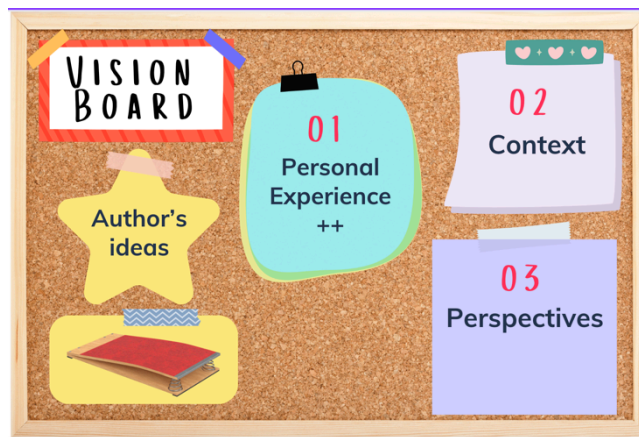 VISION
BOARD
Author's
ideas
01
Personal
Experience
++
02
Context
03
Perspectives